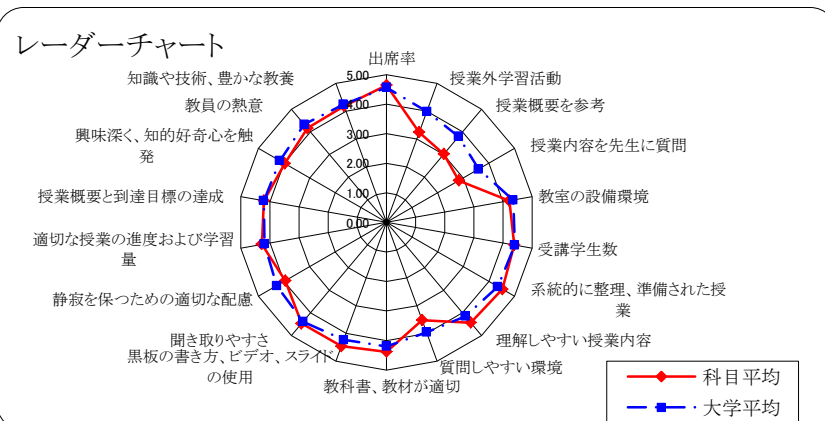 レーダーチャート
出席率
授業外学習活動
授業概要を参考
授業内容を先生に質問
教室の設備環境
受講学生数
系統的に整理、準備された授
業
理解しやすい授業内容
質問しやすい環境
教科書、教材が適切
黒板の書き方、ビデオ、スライド
の使用
聞き取りやすさ
静寂を保つための適切な配慮
適切な授業の進度および学習
量
授業概要と到達目標の達成
興味深く、知的好奇心を触
発
教員の熱意
知識や技術、豊かな教養
5.00
4.00
3.00
2.00
1.00
0.00
科目平均
大学平均